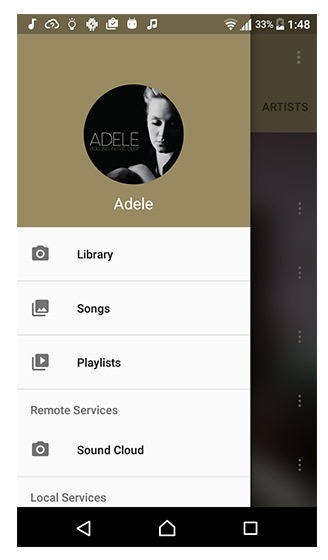 33% 1:48
ARTISTS
ADELE
ROLLING IN THE DEEP
Adele
Library
Songs
Playlists
Remote Services
Sound Cloud
Local Services